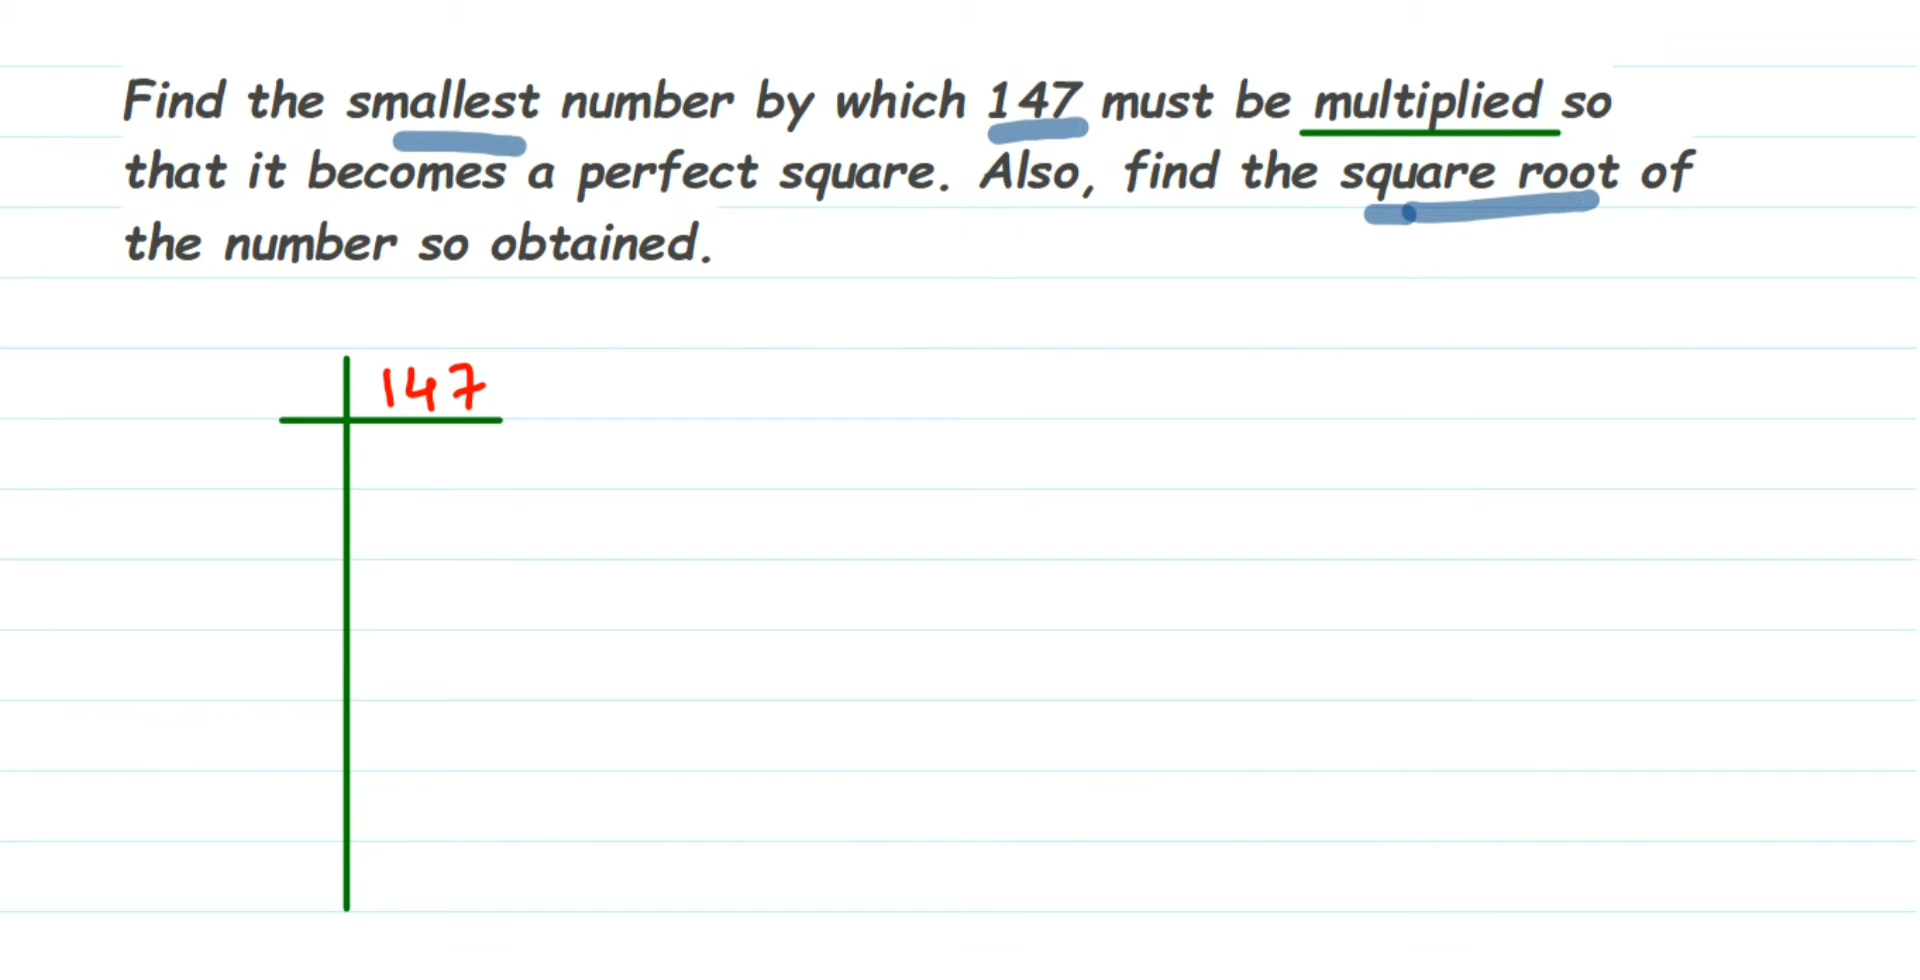 Find the smallest number by which 147 must be multiplied so
that it becomes a perfect square. Also, find the square root of
the number so obtained.
147